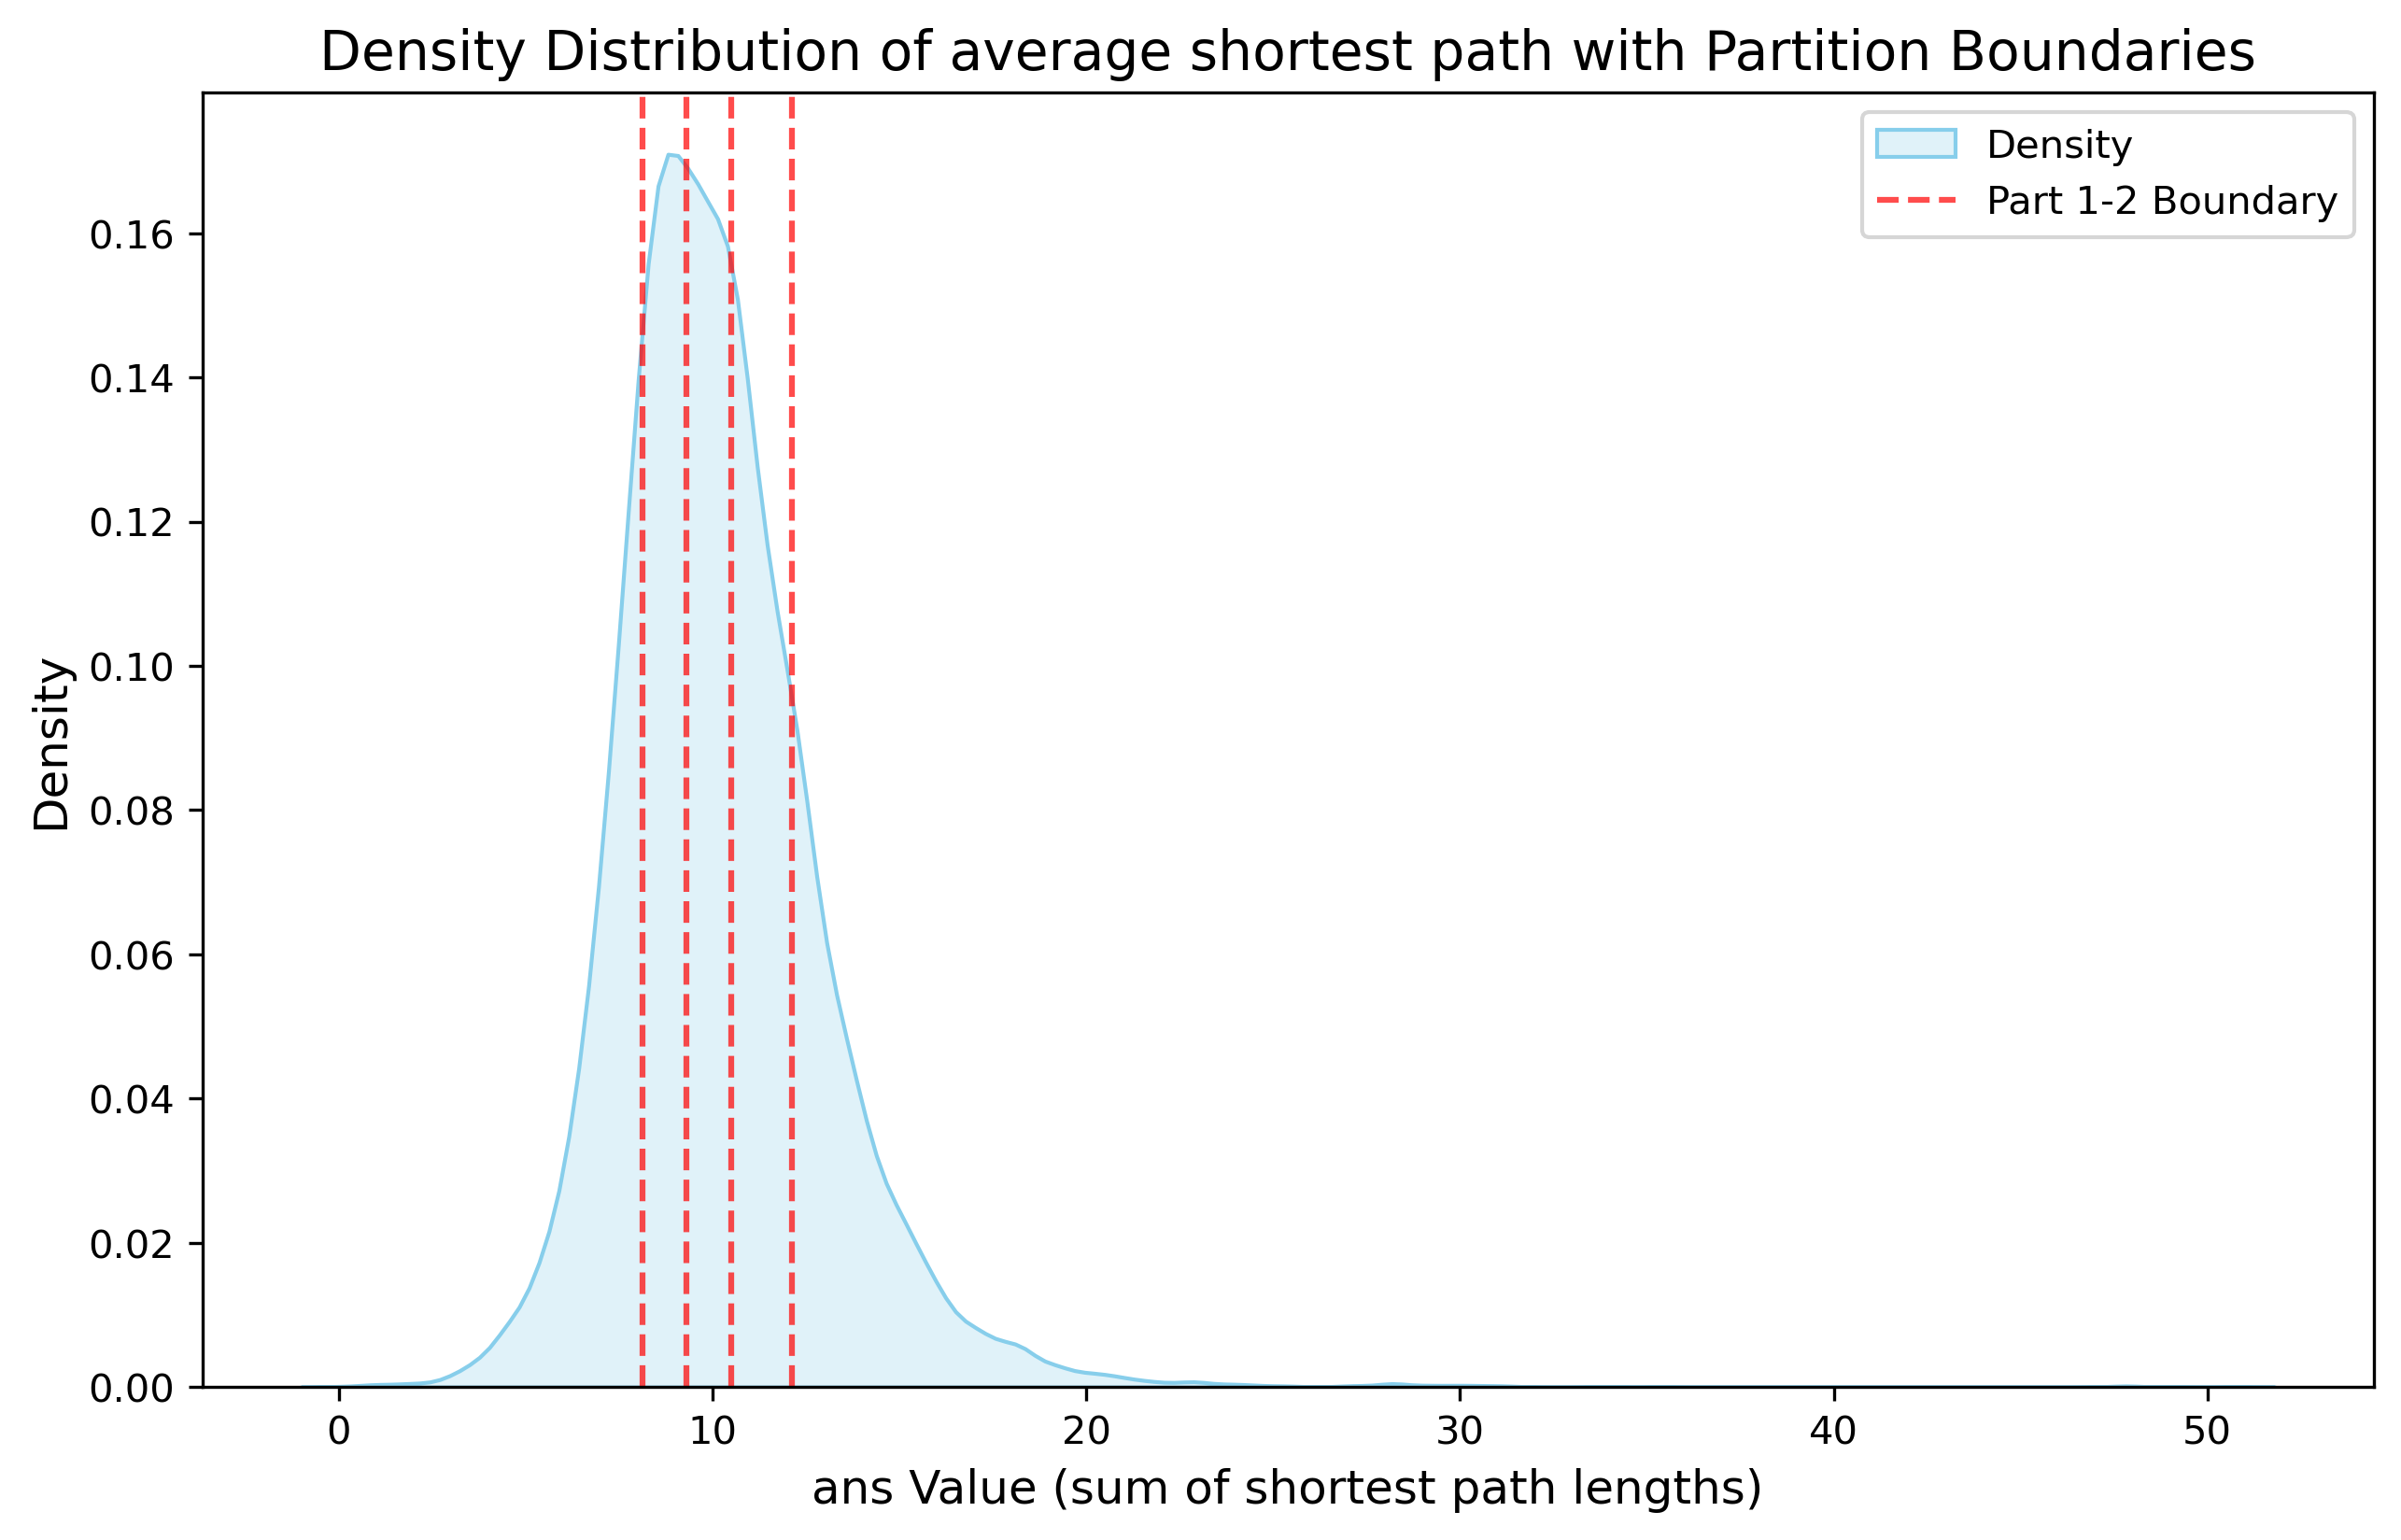 Density Distribution of average shortest path with Partition Boundaries
Density
Part 1-2 Boundary
Density
0.16
0.14
0.12
0.10
0.08
0.06
0.04
0.02
0.00
0 10 20 30 40 50
ans Value (sum of shortest path lengths)